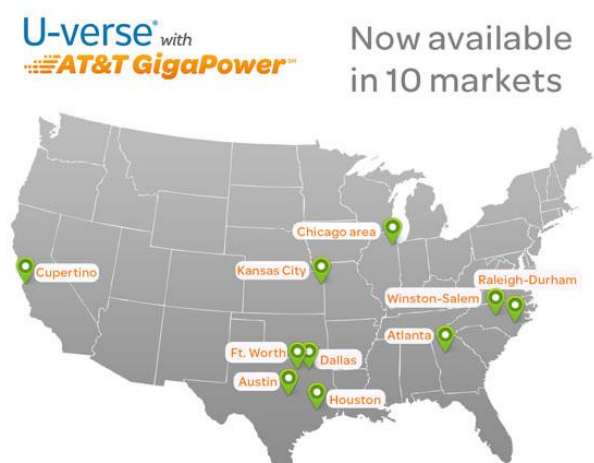 U-verse® with
AT&T GigaPower℠
Now available
in 10 markets
Chicago area
Cupertino
Kansas City
Raleigh-Durham
Winston-Salem
Atlanta
Ft. Worth
Dallas
Austin
Houston